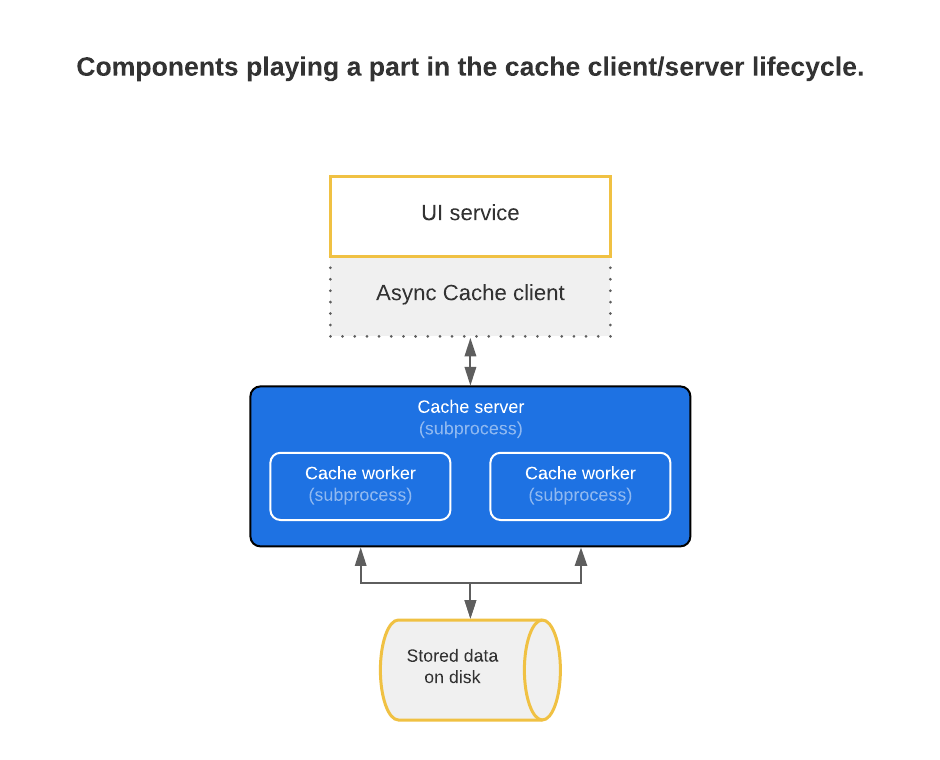 Components playing a part in the cache client/server lifecycle.
UI service
Async Cache client
Cache server
(subprocess)
Cache worker
(subprocess)
Cache worker
(subprocess)
Stored data
on disk